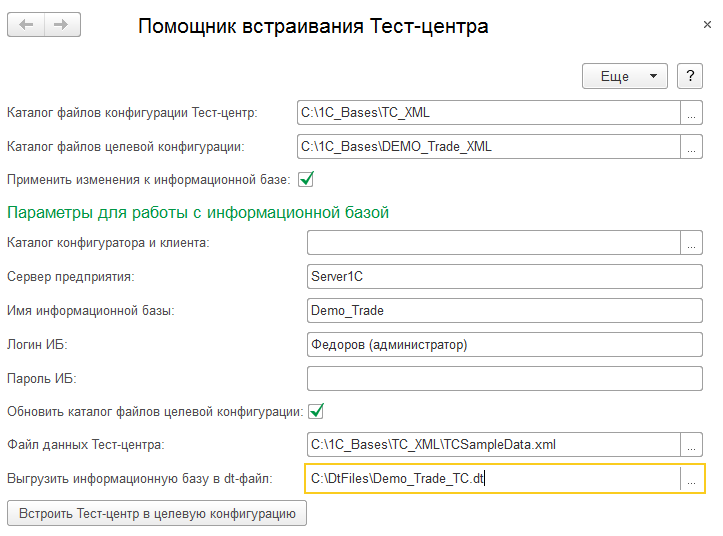 Помощник встраивания Тест-центра
Еще ?
Каталог файлов конфигурации Тест-центр: C:\1C_Bases\TC_XML ...
Каталог файлов целевой конфигурации: C:\1C_Bases\DEMO_Trade_XML ...
Применить изменения к информационной базе:
Параметры для работы с информационной базой
Каталог конфигуратора и клиента: ...
Сервер предприятия: Server1C
Имя информационной базы: Demo_Trade
Логин ИБ: Федоров (администратор)
Пароль ИБ:
Обновить каталог файлов целевой конфигурации:
Файл данных Тест-центра: C:\1C_Bases\TC_XML\TCSampleData.xml ...
Выгрузить информационную базу в dt-файл: C:\DtFiles\Demo_Trade_TC.dt ...
Встроить Тест-центр в целевую конфигурацию